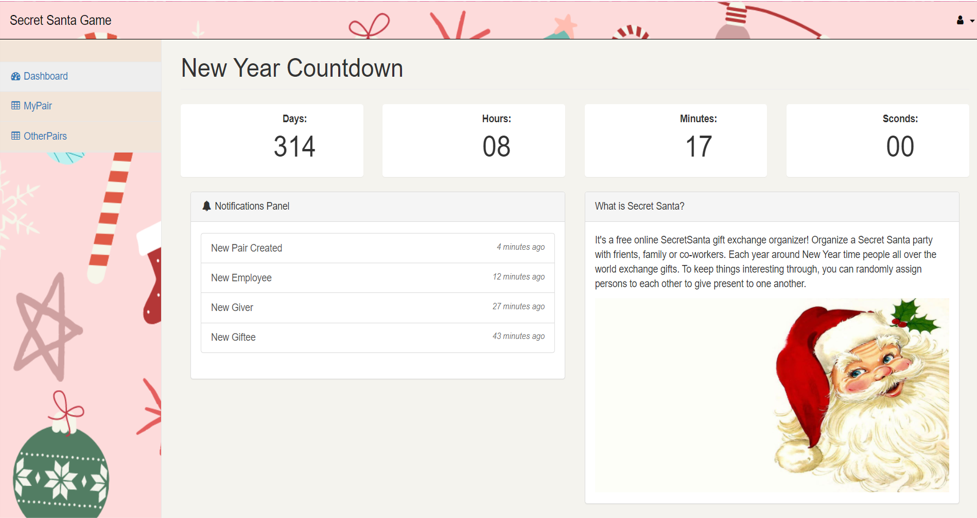 Secret Santa Game
Dashboard
MyPair
OtherPairs
New Year Countdown
Days:
314
Hours:
08
Minutes:
17
Sconds:
00
Notifications Panel
New Pair Created 4 minutes ago
New Employee 12 minutes ago
New Giver 27 minutes ago
New Giftee 43 minutes ago
What is Secret Santa?
It's a free online SecretSanta gift exchange organizer! Organize a Secret Santa party
with frients, family or co-workers. Each year around New Year time people all over the
world exchange gifts. To keep things interesting through, you can randomly assign
persons to each other to give present to one another.